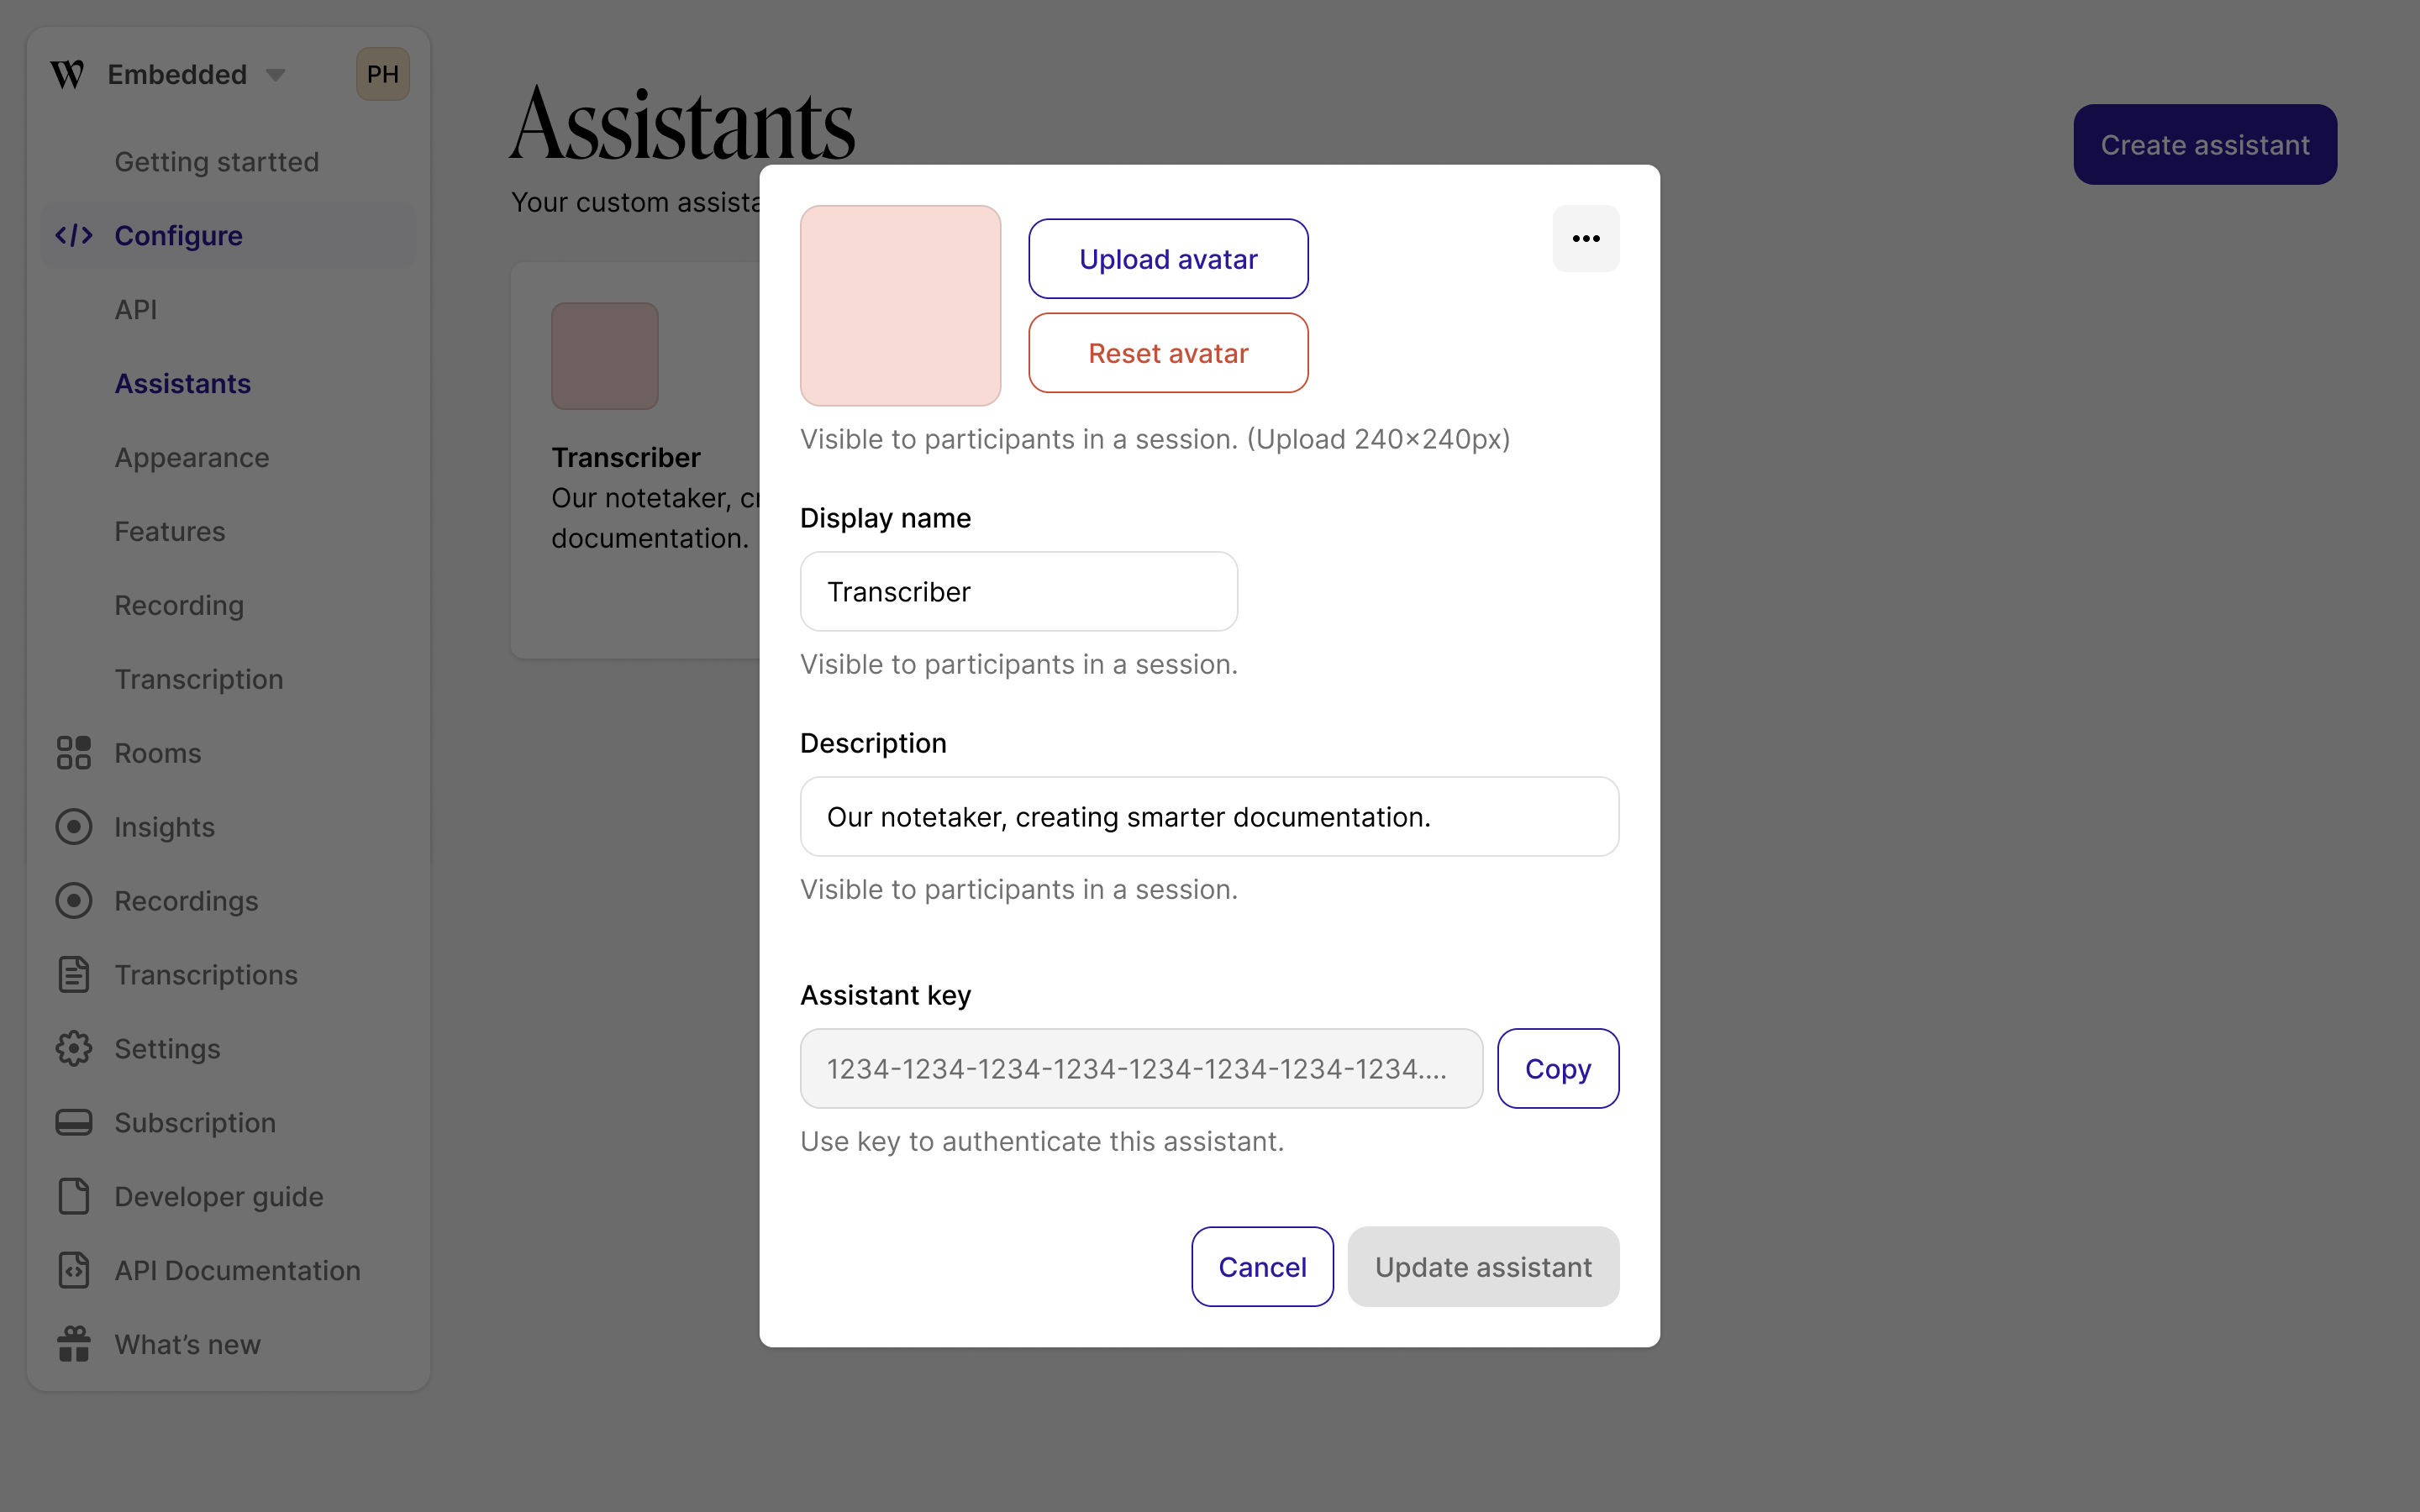 Embedded
PH
Getting startted
Configure
API
Assistants
Appearance
Features
Recording
Transcription
Rooms
Insights
Recordings
Transcriptions
Settings
Subscription
Developer guide
API Documentation
What’s new
Assistants
Create assistant
Your custom
Transcriber
Our notetaker,
documentation.
Upload avatar
Reset avatar
Visible to participants in a session. (Upload 240×240px)
Display name
Transcriber
Visible to participants in a session.
Description
Our notetaker, creating smarter documentation.
Visible to participants in a session.
Assistant key
1234-1234-1234-1234-1234-1234-1234-1234....
Copy
Use key to authenticate this assistant.
Cancel
Update assistant